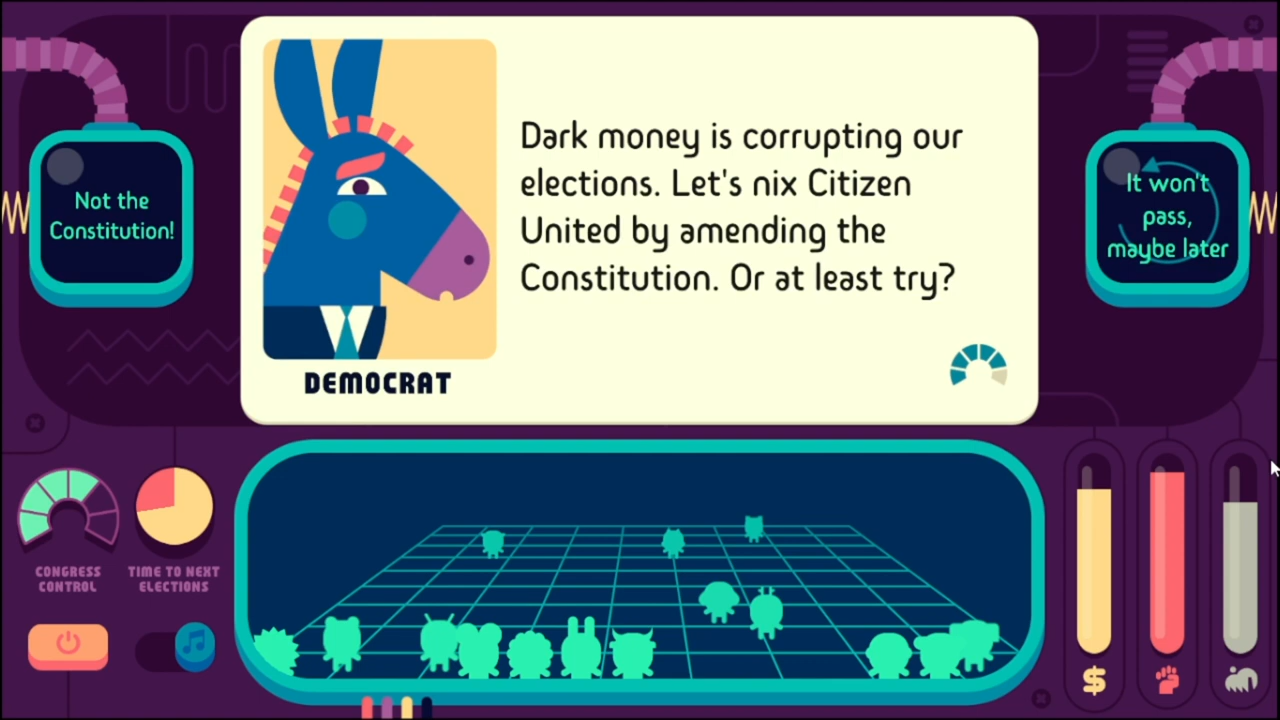 Not the
Constitution!
Dark money is corrupting our
elections. Let's nix Citizen
United by amending the
Constitution. Or at least try?
It won't
pass,
maybe later
DEMOCRAT
CONGRESS
CONTROL
TIME TO NEXT
ELECTIONS
$